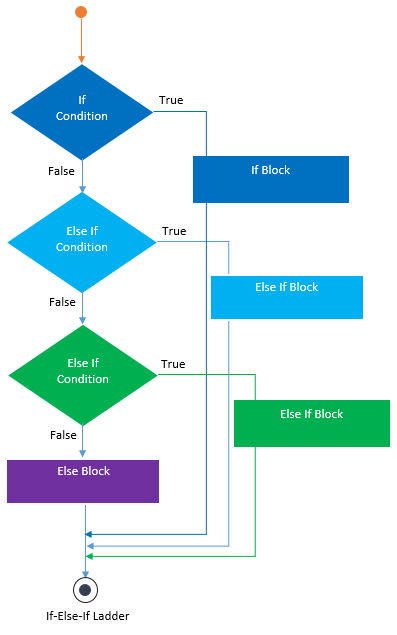 If
Condition
True
If Block
False
Else If
Condition
True
Else If Block
False
Else If
Condition
True
Else If Block
False
Else Block
If-Else-If Ladder